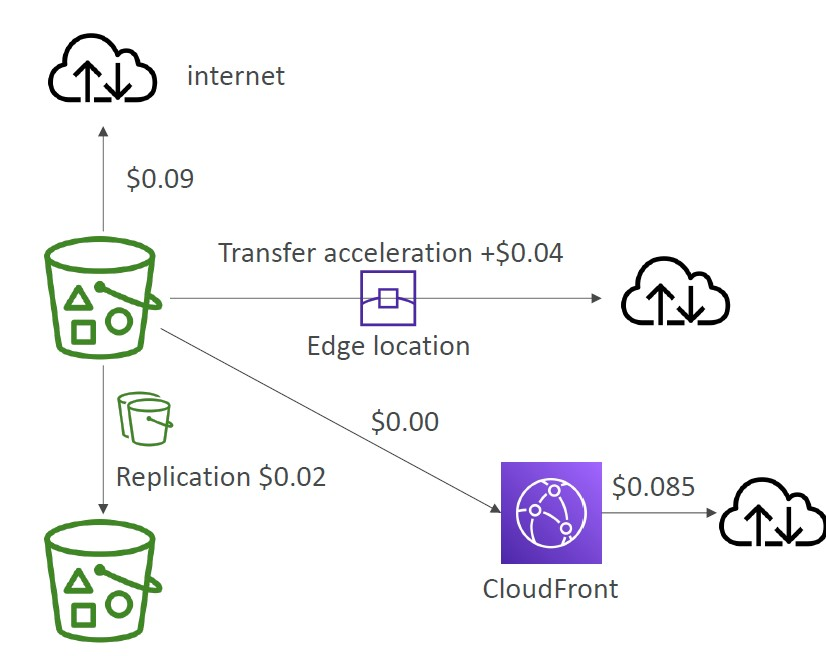 internet
$0.09
Transfer acceleration +$0.04
Edge location
$0.00
Replication $0.02
$0.085
CloudFront